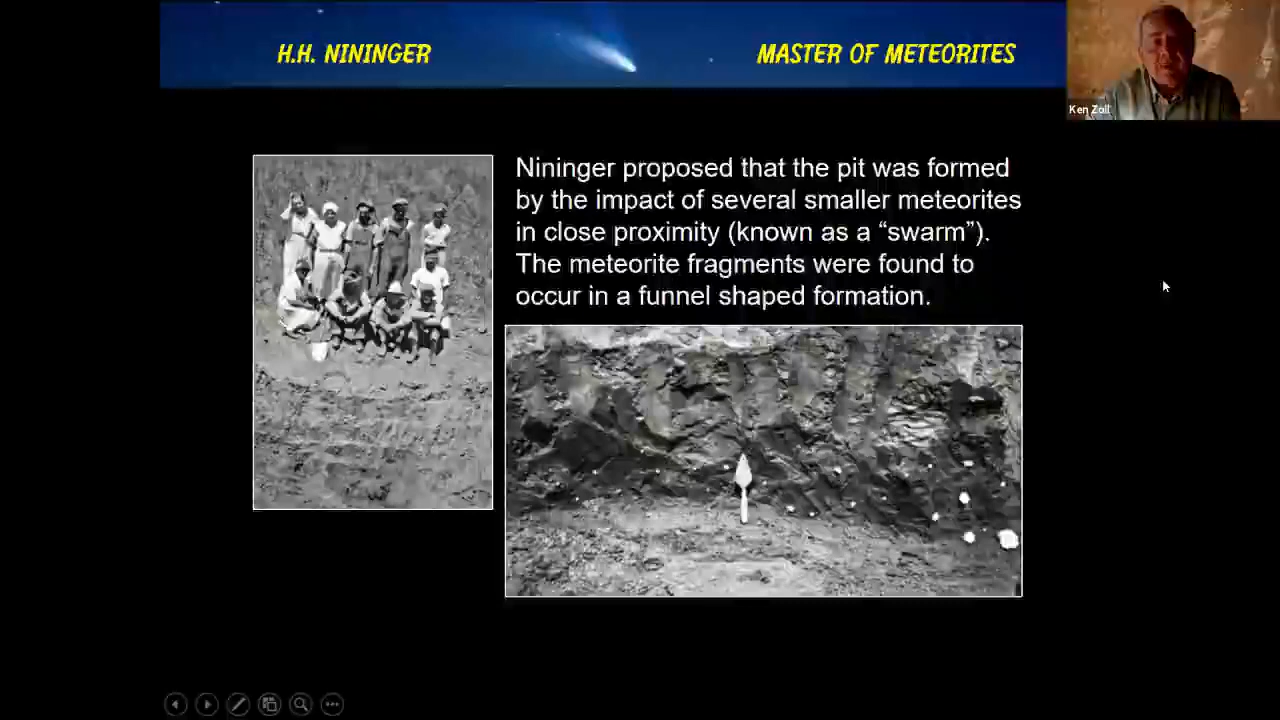 H.H. NININGER
MASTER OF METEORITES
Ken Zoll
Nininger proposed that the pit was formed
by the impact of several smaller meteorites
in close proximity (known as a “swarm”).
The meteorite fragments were found to
occur in a funnel shaped formation.